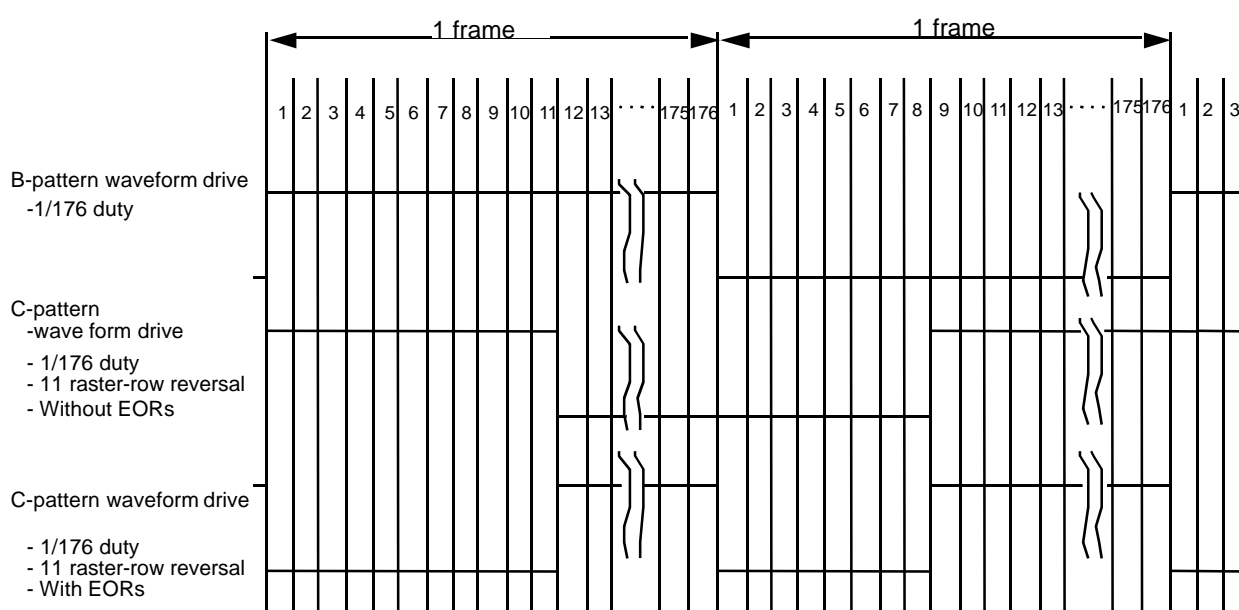 1 frame 1 frame
1 2 3 4 5 6 7 8 9 10 11 12 13 ···· 175 176 1 2 3 4 5 6 7 8 9 10 11 12 13 ···· 175 176 1 2 3
B-pattern waveform drive
-1/176 duty
C-pattern
-wave form drive
- 1/176 duty
- 11 raster-row reversal
- Without EORs
C-pattern waveform drive
- 1/176 duty
- 11 raster-row reversal
- With EORs